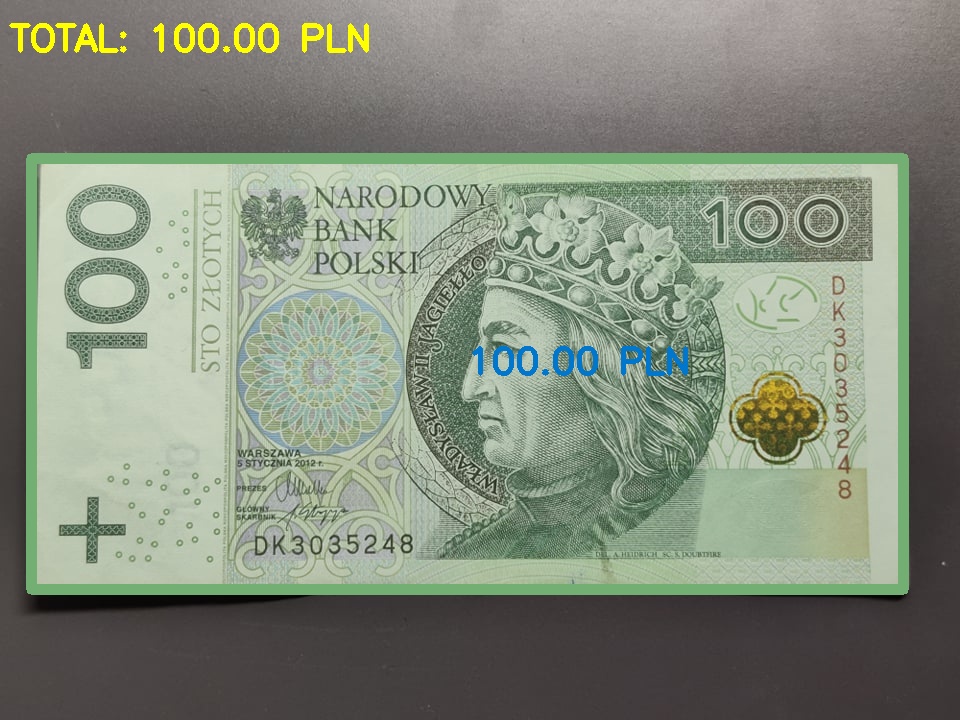 TOTAL: 100.00 PLN
100
STO ZŁOTYCH
NARODOWY
BANK
POLSKI
100
WŁADYSŁAW II JAGIEŁŁO
DK3035248
100.00 PLN
WARSZAWA
5 STYCZNIA 2012 r.
PREZES
GŁÓWNY
SKARBNIK
DK3035248
DEL. A. HEIDRICH SC. S. DOUBTFIRE